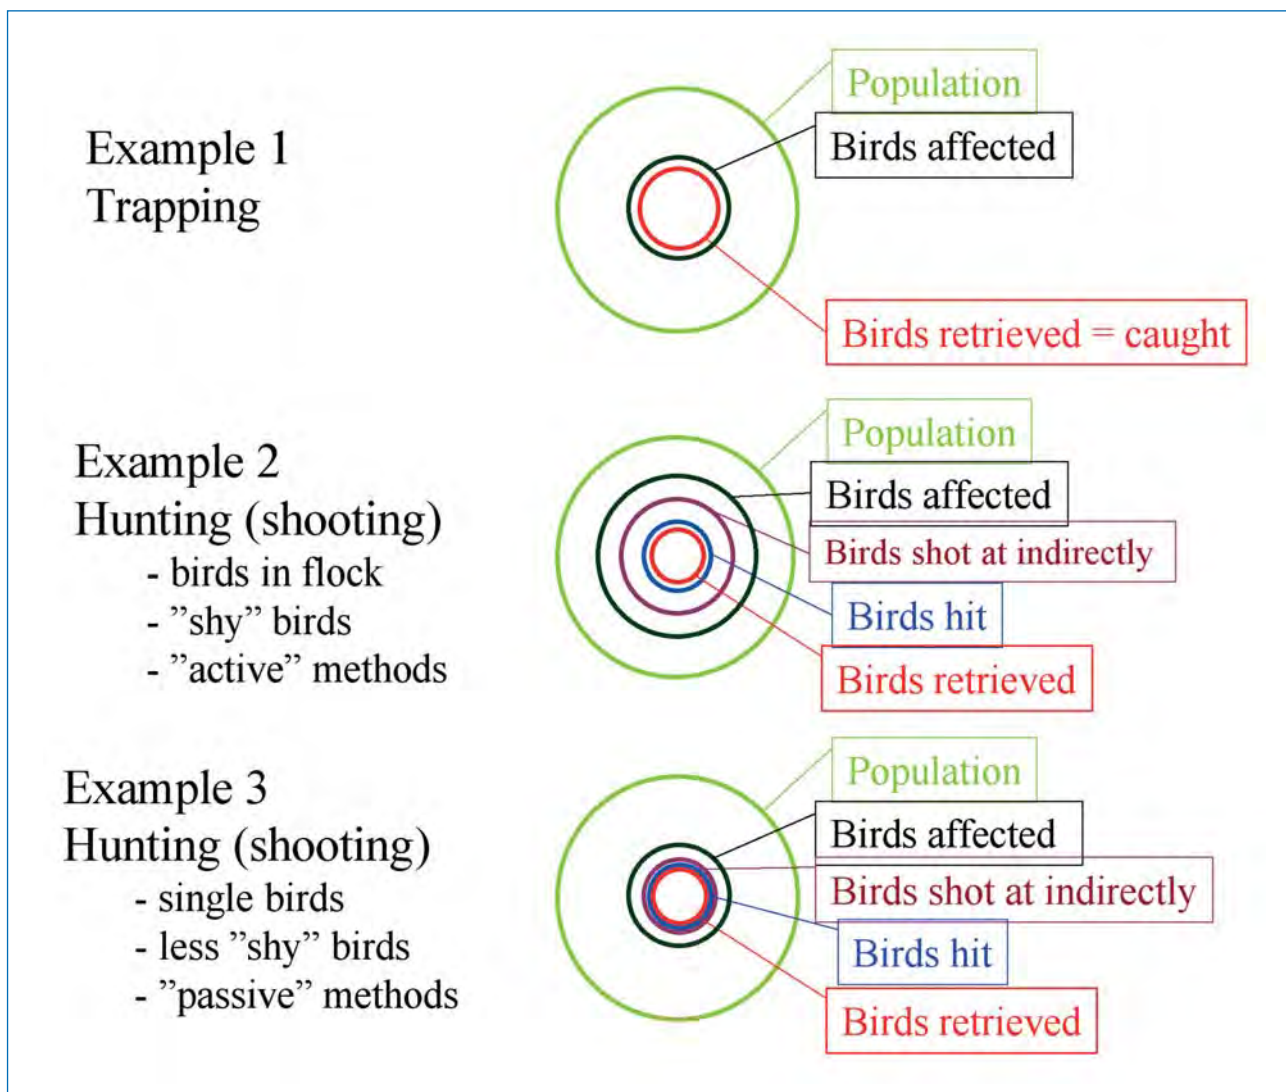 Example 1
Trapping
Population
Birds affected
Birds retrieved = caught
Example 2
Hunting (shooting)
- birds in flock
- ”shy” birds
- ”active” methods
Population
Birds affected
Birds shot at indirectly
Birds hit
Birds retrieved
Example 3
Hunting (shooting)
- single birds
- less ”shy” birds
- ”passive” methods
Population
Birds affected
Birds shot at indirectly
Birds hit
Birds retrieved